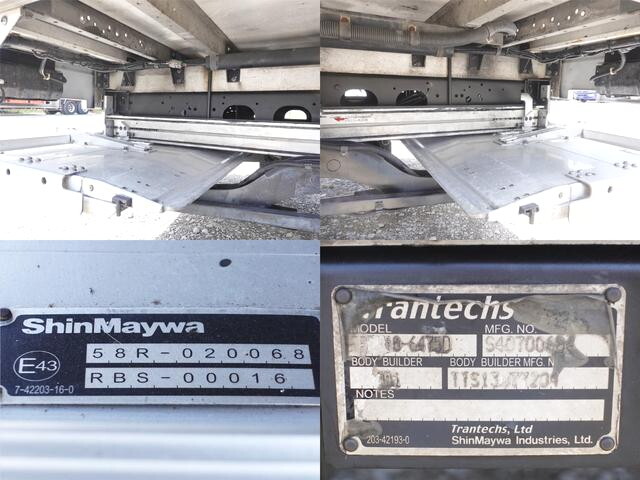 ShinMaywa
58R-020068
E43
RBS-00016
7-42203-16-0
Trantechs
MODEL MFG. NO.
BODY BUILDER BODY BUILDER MFG. N
NOTES
Trantechs, Ltd
203-42193-0 ShinMaywa Industries, Ltd.